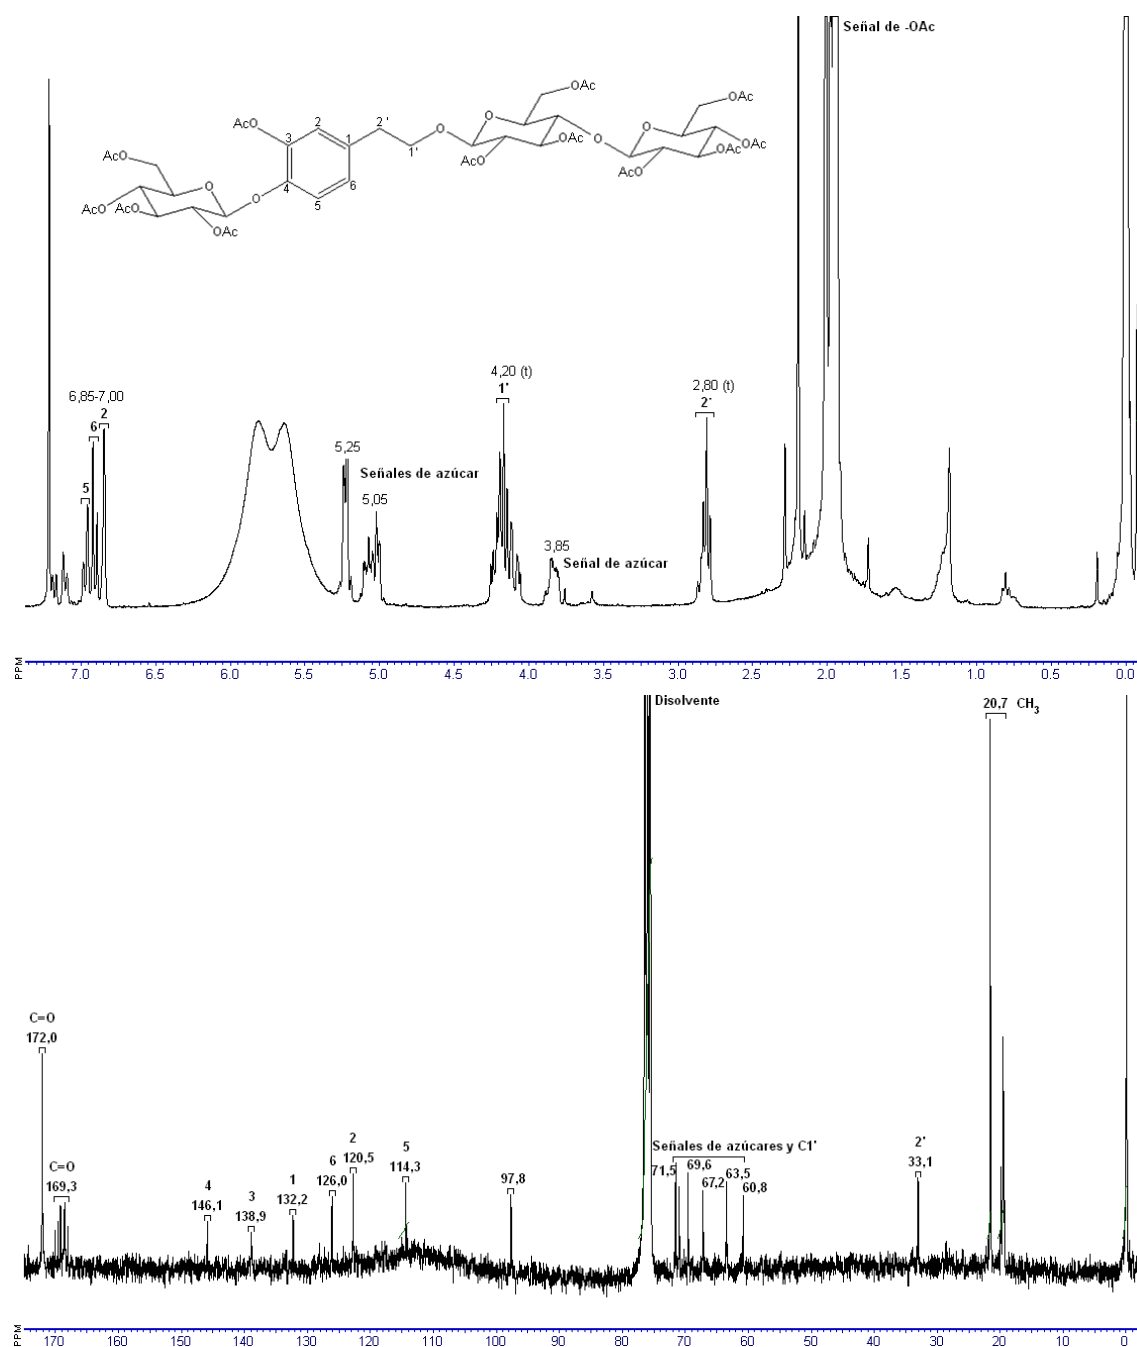 Señal de -OAc
OAc
OAc
AcO
2
2 '
O
O
3
1
O
O
OAc
OAc
AcO
O
1'
AcO
OAc
OAc
OAc
4
6
AcO
OAc
O
5
AcO
AcO
OAc
4,20 (t)
1'
2,80 (t)
2'
6,85-7,00
2
6
5
5,25
Señales de azúcar
5,05
3,85
Señal de azúcar
PPM
7.0 6.5 6.0 5.5 5.0 4.5 4.0 3.5 3.0 2.5 2.0 1.5 1.0 0.5 0.0
Disolvente
20,7 CH3
C=O
172,0
C=O
169,3
4
146,1
3
138,9
1
132,2
6
126,0
2
120,5
5
114,3
97,8
Señales de azúcares y C1'
71,5
69,6
67,2
63,5
60,8
2'
33,1
PPM
170 160 150 140 130 120 110 100 90 80 70 60 50 40 30 20 10 0